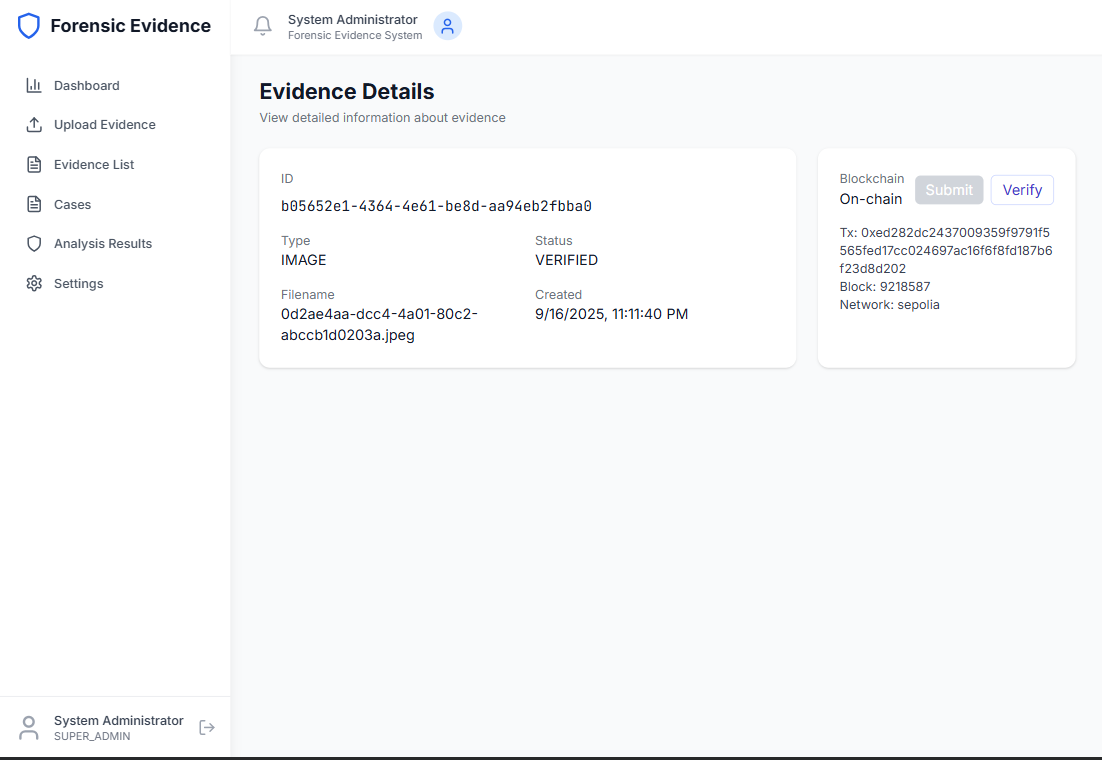 Forensic Evidence
System Administrator
Forensic Evidence System
Dashboard
Upload Evidence
Evidence List
Cases
Analysis Results
Settings
Evidence Details
View detailed information about evidence
ID
b05652e1-4364-4e61-be8d-aa94eb2fbba0
Type
IMAGE
Status
VERIFIED
Filename
0d2ae4aa-dcc4-4a01-80c2-
abccb1d0203a.jpeg
Created
9/16/2025, 11:11:40 PM
Blockchain
On-chain
Submit
Verify
Tx: 0xed282dc2437009359f9791f5
565fed17cc024697ac16f6f8fd187b6
f23d8d202
Block: 9218587
Network: sepolia
System Administrator
SUPER_ADMIN